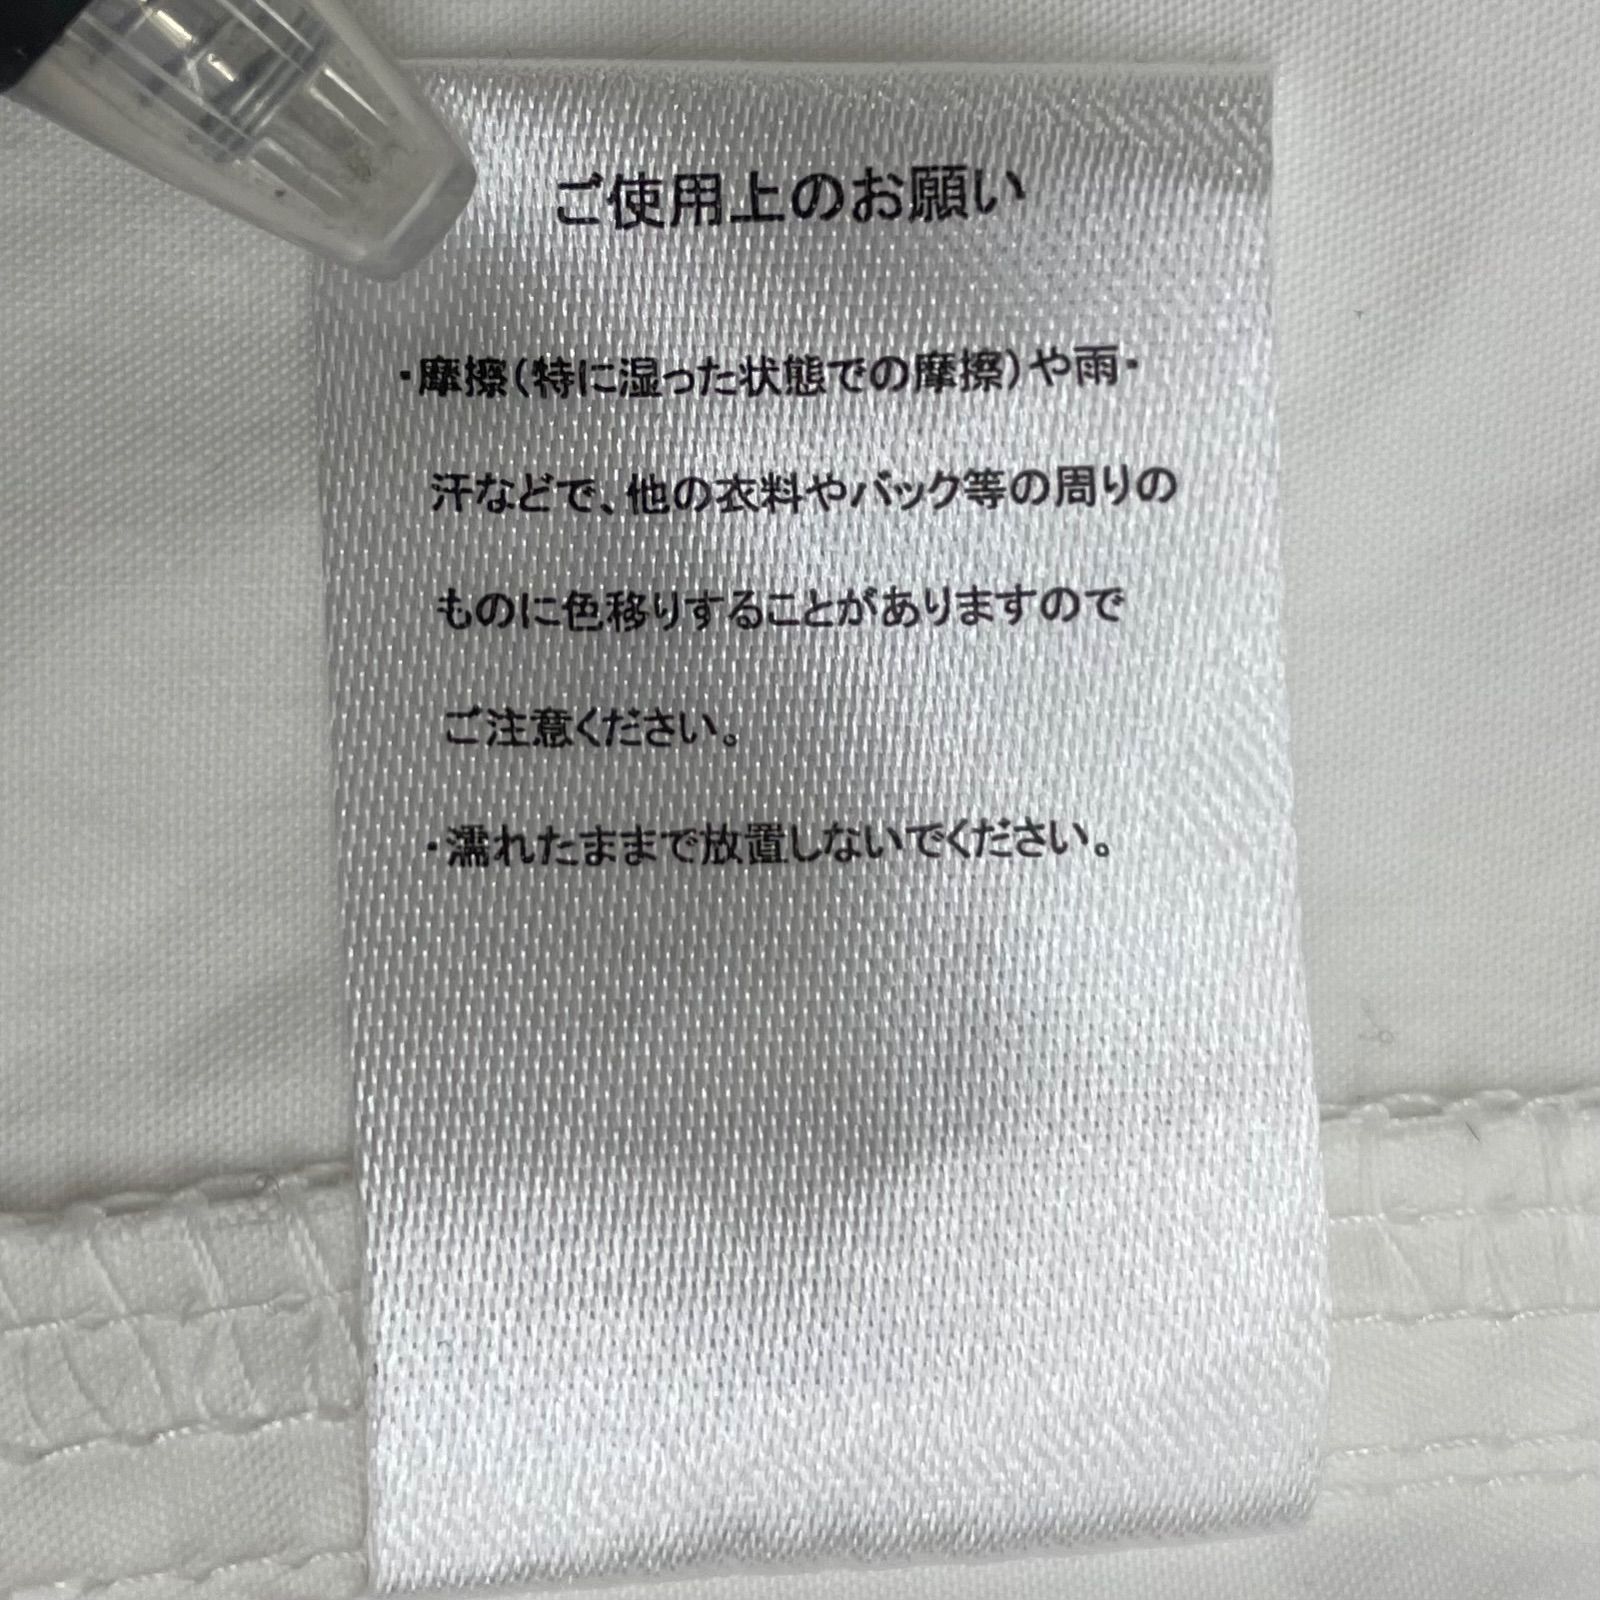 ご使用上のお願い
・摩擦(特に湿った状態での摩擦)や雨・
汗などで、他の衣料やバック等の周りの
ものに色移りすることがありますので
ご注意ください。
・濡れたままで放置しないでください。